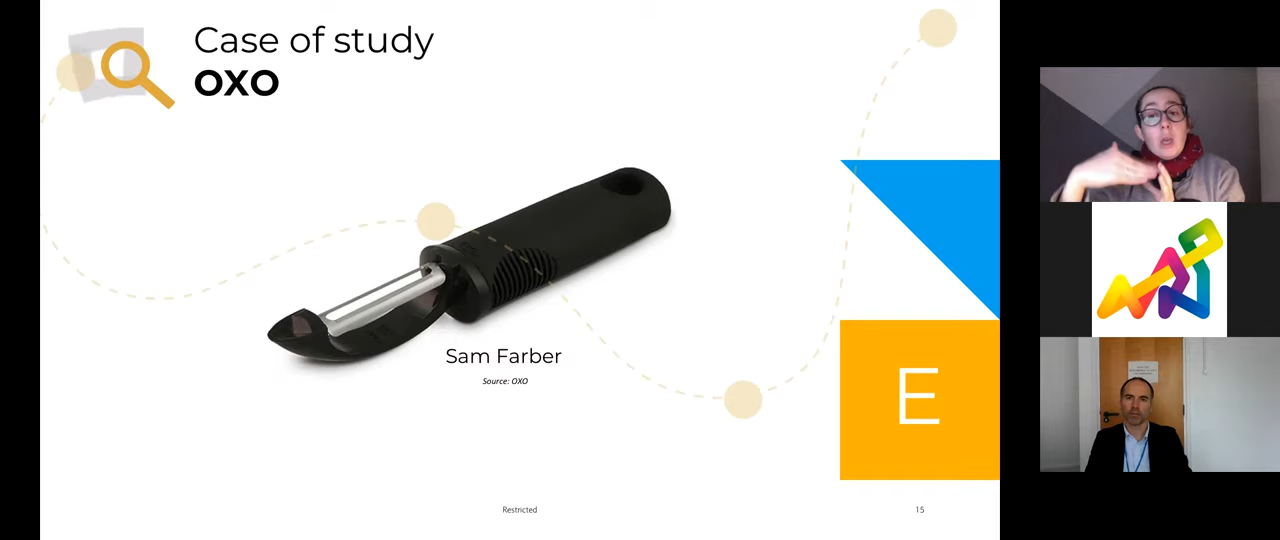 Case of study
OXO
Sam Farber
Source: OXO
E
Restricted
15